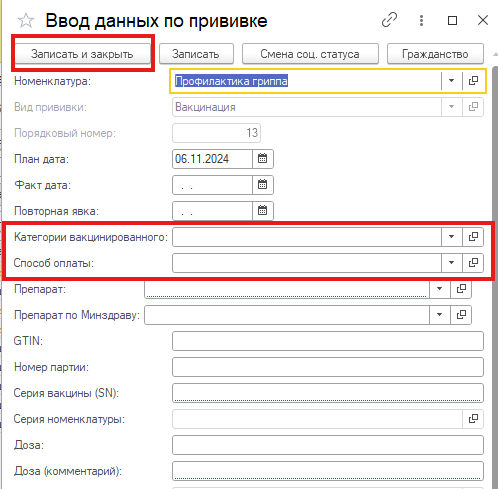 Ввод данных по прививке
Записать и закрыть Записать Смена соц. статуса Гражданство
Номенклатура: Профилактика гриппа
Вид прививки: Вакцинация
Порядковый номер: 13
План дата: 06.11.2024
Факт дата: . .
Повторная явка: . .
Категории вакцинированного:
Способ оплаты:
Препарат:
Препарат по Минздраву:
GTIN:
Номер партии:
Серия вакцины (SN):
Серия номенклатуры:
Доза:
Доза (комментарий):